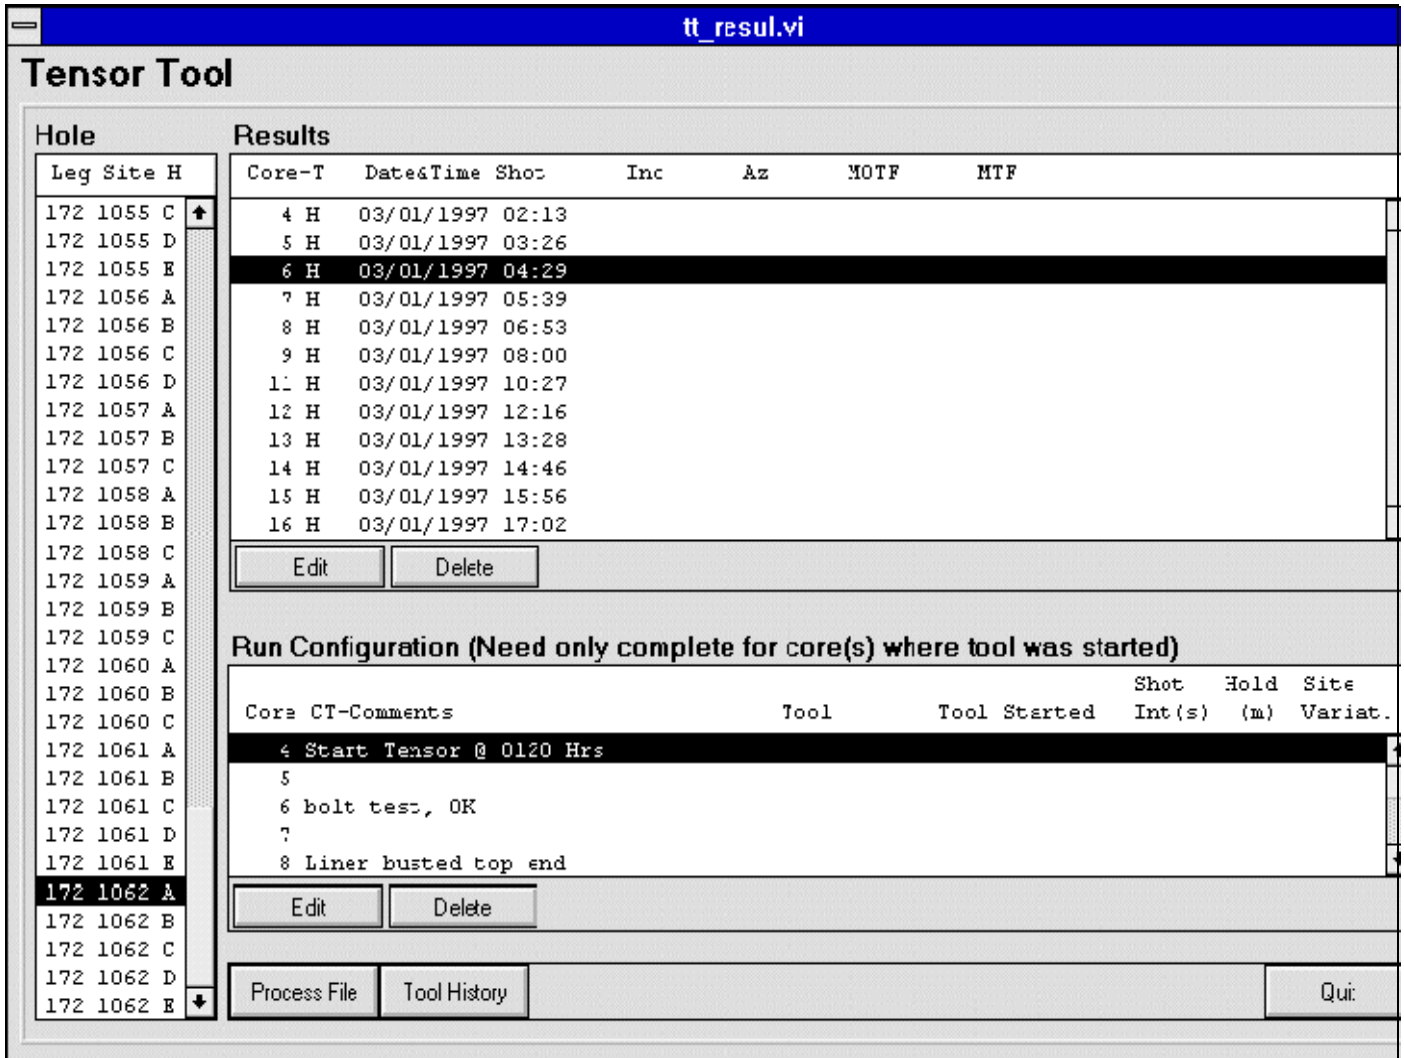 tt_resul.vi
Tensor Tool
Hole
Leg Site H
172 1055 C
172 1055 D
172 1055 E
172 1056 A
172 1056 B
172 1056 C
172 1056 D
172 1057 A
172 1057 B
172 1057 C
172 1058 A
172 1058 B
172 1058 C
172 1059 A
172 1059 B
172 1059 C
172 1060 A
172 1060 B
172 1060 C
172 1061 A
172 1061 B
172 1061 C
172 1061 D
172 1061 E
172 1062 A
172 1062 B
172 1062 C
172 1062 D
172 1062 E
Results
Core-T Date&Time Shot Inc Az MOTF MTF
4 H 03/01/1997 02:13
5 H 03/01/1997 03:26
6 H 03/01/1997 04:29
7 H 03/01/1997 05:39
8 H 03/01/1997 06:53
9 H 03/01/1997 08:00
11 H 03/01/1997 10:27
12 H 03/01/1997 12:16
13 H 03/01/1997 13:28
14 H 03/01/1997 14:46
15 H 03/01/1997 15:56
16 H 03/01/1997 17:02
Edit Delete
Run Configuration (Need only complete for core(s) where tool was started)
Shot Hold Site
Core CT-Comments Tool Tool Started Int(s) (m) Variat.
4 Start Tensor @ 0120 Hrs
5
6 bolt test, OK
7
8 Liner busted top end
Edit Delete
Process File Tool History Quit